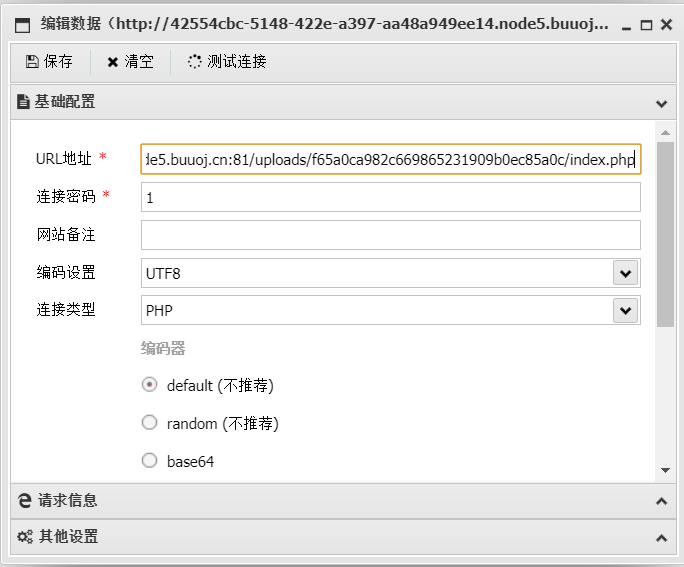 编辑数据（http://42554cbc-5148-422e-a397-aa48a949ee14.node5.buuoj...
保存 清空 测试连接
基础配置
URL地址 * de5.buuoj.cn:81/uploads/f65a0ca982c669865231909b0ec85a0c/index.php
连接密码 * 1
网站备注
编码设置 UTF8
连接类型 PHP
编码器
default (不推荐)
random (不推荐)
base64
请求信息
其他设置